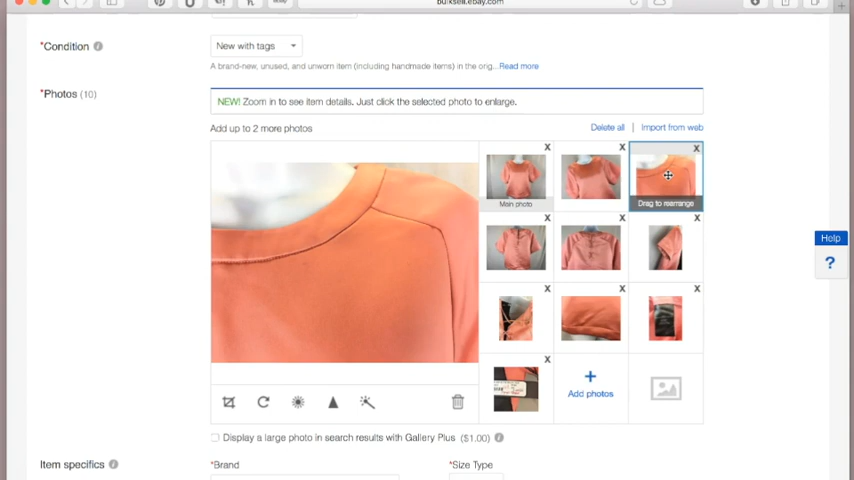 bulksell.ebay.com
*Condition
New with tags
A brand-new, unused, and unworn item (including handmade items) in the orig...Read more
*Photos (10)
NEW! Zoom in to see item details. Just click the selected photo to enlarge.
Add up to 2 more photos
Delete all | Import from web
X X X
Main photo
Drag to rearrange
X X X
Help
?
X X X
X
+
Add photos
Display a large photo in search results with Gallery Plus ($1.00)
Item specifics
*Brand
*Size Type